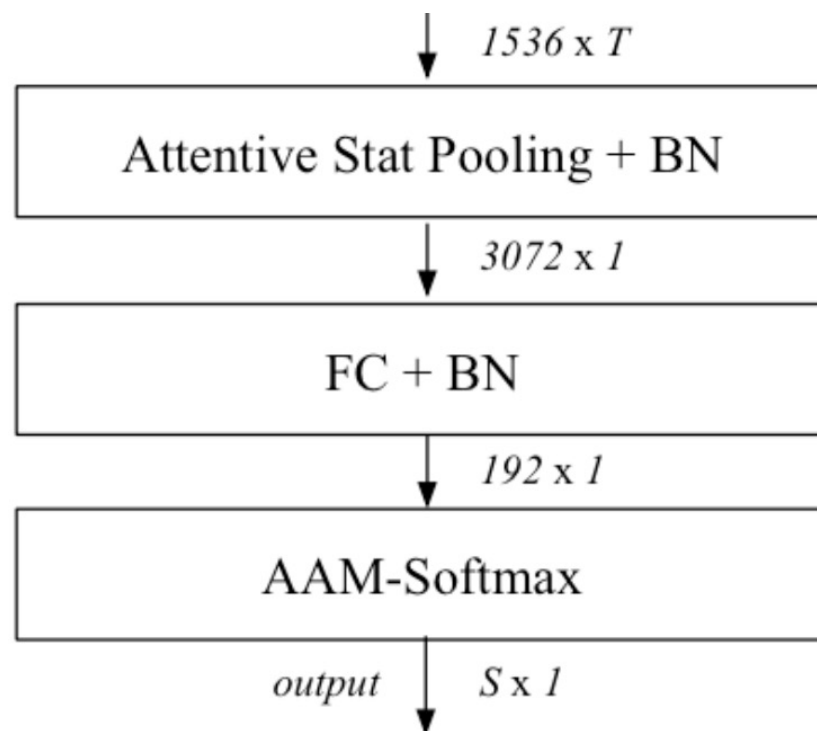 1536 x T
Attentive Stat Pooling + BN
3072 x 1
FC + BN
192 x 1
AAM-Softmax
output S x 1